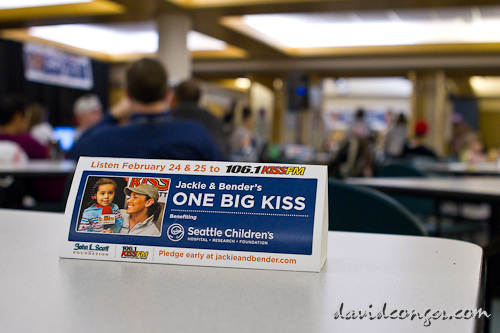 Listen February 24 & 25 to 106.1 KISS FM
Jackie & Bender's
ONE BIG KISS
Benefiting
Seattle Children's
HOSPITAL • RESEARCH • FOUNDATION
John L. Scott
FOUNDATION
106.1
KISS FM
Pledge early at jackieandbender.com
davidconger.com